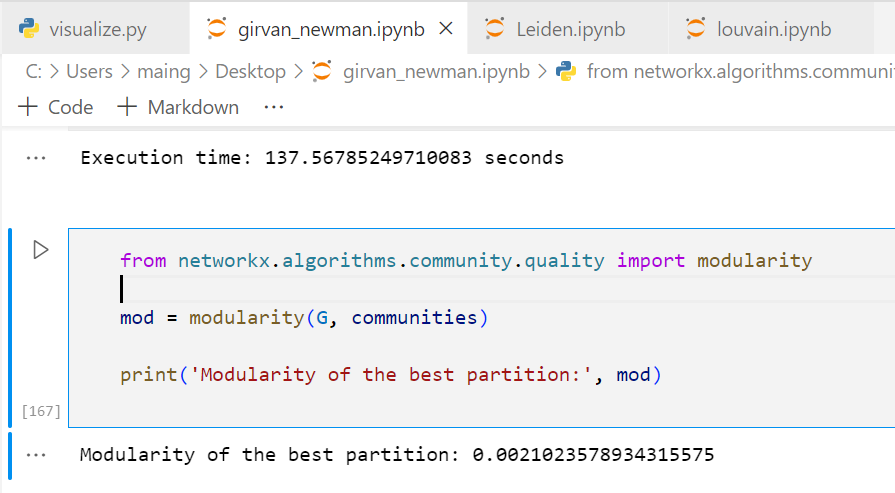 visualize.py girvan_newman.ipynb Leiden.ipynb louvain.ipynb
C: > Users > maing > Desktop > girvan_newman.ipynb > from networkx.algorithms.communi
+ Code + Markdown ...
... Execution time: 137.56785249710083 seconds
from networkx.algorithms.community.quality import modularity
mod = modularity(G, communities)
print('Modularity of the best partition:', mod)
[167]
... Modularity of the best partition: 0.0021023578934315575